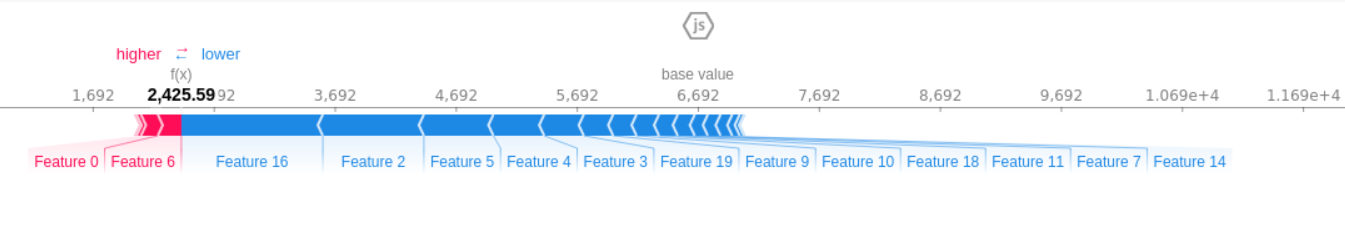 js
higher lower
f(x) base value
1,692 2,425.59 92 3,692 4,692 5,692 6,692 7,692 8,692 9,692 1.069e+4 1.169e+4
Feature 0 Feature 6 Feature 16 Feature 2 Feature 5 Feature 4 Feature 3 Feature 19 Feature 9 Feature 10 Feature 18 Feature 11 Feature 7 Feature 14